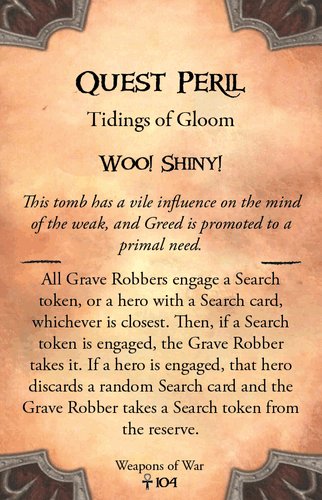 Quest Peril
Tidings of Gloom
Woo! Shiny!
This tomb has a vile influence on the mind
of the weak, and Greed is promoted to a
primal need.
All Grave Robbers engage a Search
token, or a hero with a Search card,
whichever is closest. Then, if a Search
token is engaged, the Grave Robber
takes it. If a hero is engaged, that hero
discards a random Search card and the
Grave Robber takes a Search token from
the reserve.
Weapons of War
104